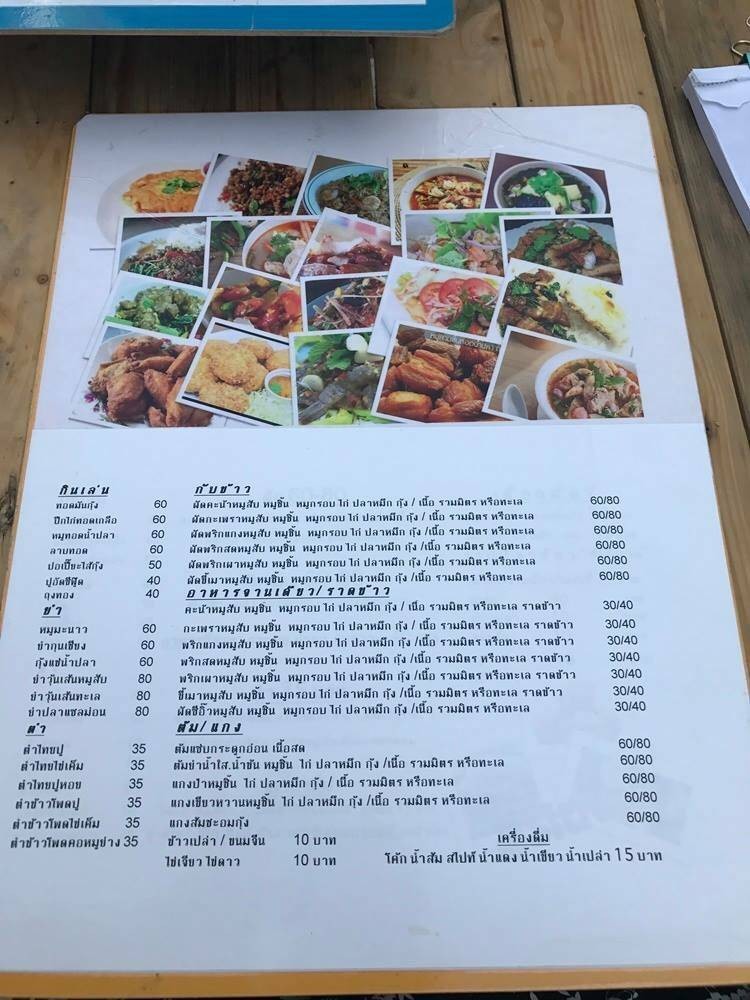 กินเล่น
ทอดมันกุ้ง 60
ปีกไก่ทอดเกลือ 60
หมูทอดน้ำปลา 60
ลาบทอด 60
ปอเปี๊ยะไส้กุ้ง 50
ปูอัดซีฟู้ด 40
ถุงทอง 40
ยำ
หมูมะนาว 60
ยำกุนเชียง 60
กุ้งแช่น้ำปลา 60
ยำวุ้นเส้นหมูสับ 80
ยำวุ้นเส้นทะเล 80
ยำปลาแซลม่อน 80
ตำ
ตำไทยปู 35
ตำไทยไข่เค็ม 35
ตำไทยปูหอย 35
ตำข้าวโพดปู 35
ตำข้าวโพดไข่เค็ม 35
ตำข้าวโพดคอหมูย่าง 35
กับข้าว
ผัดคะน้าหมูสับ หมูชิ้น หมูกรอบ ไก่ ปลาหมึก กุ้ง / เนื้อ รวมมิตร หรือทะเล 60/80
ผัดกะเพราหมูสับ หมูชิ้น หมูกรอบ ไก่ ปลาหมึก กุ้ง / เนื้อ รวมมิตร หรือทะเล 60/80
ผัดพริกแกงหมูสับ หมูชิ้น หมูกรอบ ไก่ ปลาหมึก กุ้ง /เนื้อ รวมมิตร หรือทะเล 60/80
ผัดพริกสดหมูสับ หมูชิ้น หมูกรอบ ไก่ ปลาหมึก กุ้ง /เนื้อ รวมมิตร หรือทะเล 60/80
ผัดพริกเผาหมูสับ หมูชิ้น หมูกรอบ ไก่ ปลาหมึก กุ้ง /เนื้อ รวมมิตร หรือทะเล 60/80
ผัดขี้เมาหมูสับ หมูชิ้น หมูกรอบ ไก่ ปลาหมึก กุ้ง /เนื้อ รวมมิตร หรือทะเล 60/80
อาหารจานเดียว/ราดข้าว
คะน้าหมูสับ หมูชิ้น หมูกรอบ ไก่ ปลาหมึก กุ้ง / เนื้อ รวมมิตร หรือทะเล ราดข้าว 30/40
กะเพราหมูสับ หมูชิ้น หมูกรอบ ไก่ ปลาหมึก กุ้ง / เนื้อ รวมมิตร หรือทะเล ราดข้าว 30/40
พริกแกงหมูสับ หมูชิ้น หมูกรอบ ไก่ ปลาหมึก กุ้ง /เนื้อ รวมมิตร หรือทะเล ราดข้าว 30/40
พริกสดหมูสับ หมูชิ้น หมูกรอบ ไก่ ปลาหมึก กุ้ง /เนื้อ รวมมิตร หรือทะเล ราดข้าว 30/40
พริกเผาหมูสับ หมูชิ้น หมูกรอบ ไก่ ปลาหมึก กุ้ง /เนื้อ รวมมิตร หรือทะเล ราดข้าว 30/40
ขี้เมาหมูสับ หมูชิ้น หมูกรอบ ไก่ ปลาหมึก กุ้ง /เนื้อ รวมมิตร หรือทะเล ราดข้าว 30/40
ผัดซีอิ๊วหมูสับ หมูชิ้น หมูกรอบ ไก่ ปลาหมึก กุ้ง /เนื้อ รวมมิตร หรือทะเล 30/40
ต้ม/แกง
ต้มแซ่บกระดูกอ่อน เนื้อสด 60/80
ต้มยำน้ำใส.น้ำข้น หมูชิ้น ไก่ ปลาหมึก กุ้ง /เนื้อ รวมมิตร หรือทะเล 60/80
แกงป่าหมูชิ้น ไก่ ปลาหมึก กุ้ง / เนื้อ รวมมิตร หรือทะเล 60/80
แกงเขียวหวานหมูชิ้น ไก่ ปลาหมึก กุ้ง /เนื้อ รวมมิตร หรือทะเล 60/80
แกงส้มชะอมกุ้ง 60/80
ข้าวเปล่า / ขนมจีน 10 บาท
ไข่เจียว ไข่ดาว 10 บาท
เครื่องดื่ม
โค้ก น้ำส้ม สไปท์ น้ำแดง น้ำเขียว น้ำเปล่า 15 บาท